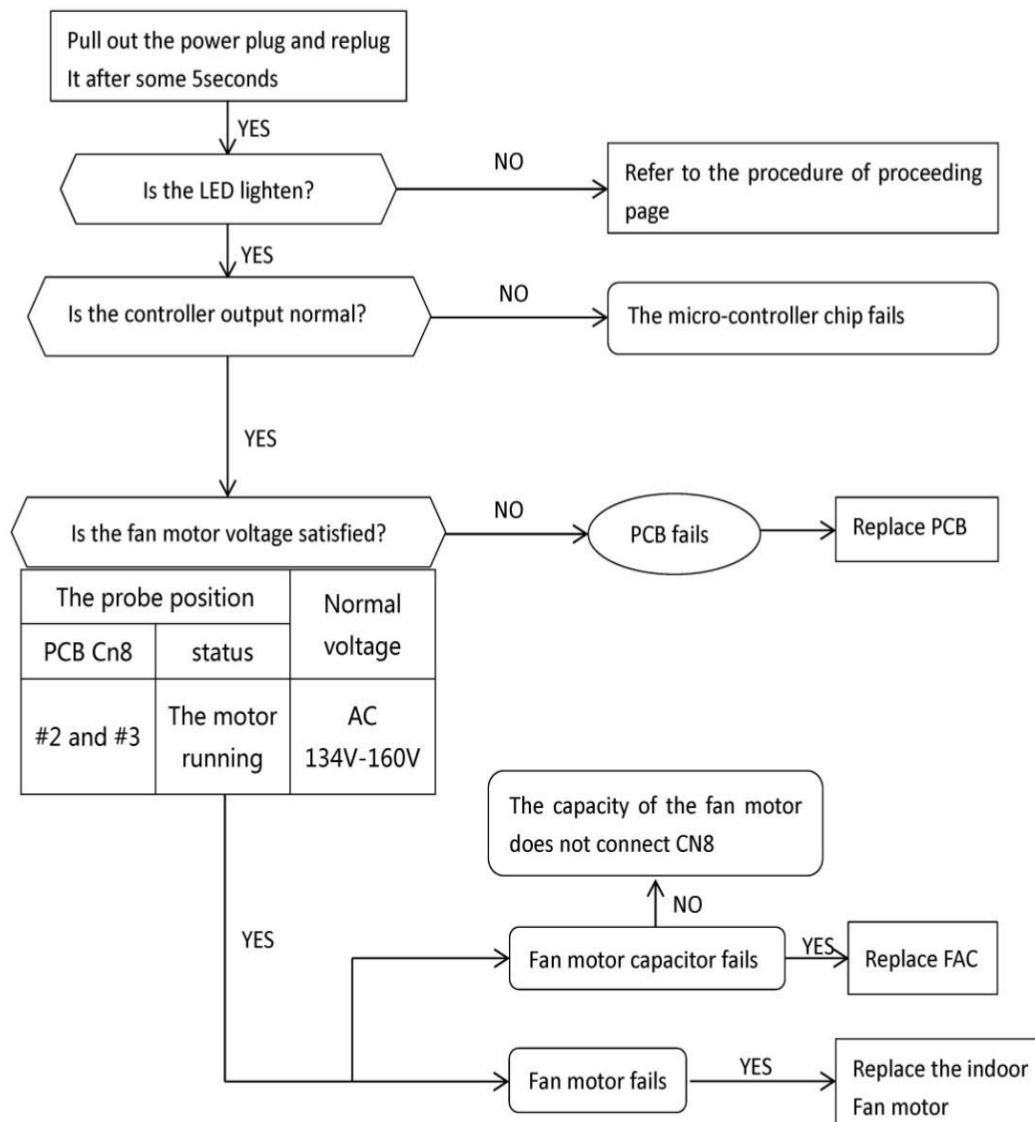 Pull out the power plug and replug
It after some 5seconds
YES
Is the LED lighten?
NO
Refer to the procedure of proceeding
page
YES
Is the controller output normal?
NO
The micro-controller chip fails
YES
Is the fan motor voltage satisfied?
NO
PCB fails
Replace PCB
The probe position
Normal
voltage
PCB Cn8
status
#2 and #3
The motor
running
AC
134V-160V
The capacity of the fan motor
does not connect CN8
NO
YES
Fan motor capacitor fails
YES
Replace FAC
Fan motor fails
YES
Replace the indoor
Fan motor